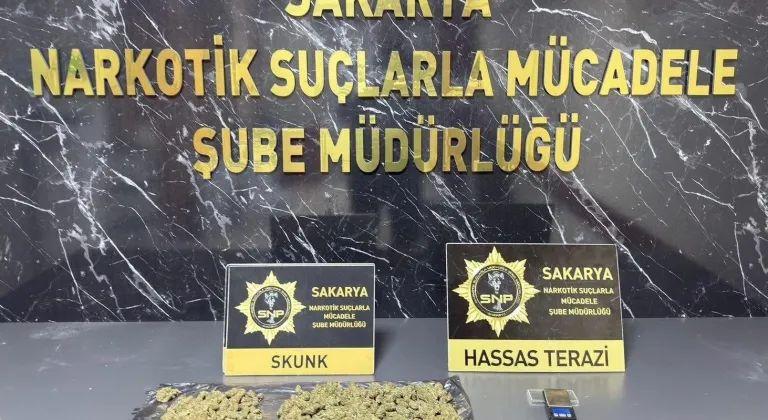 SAKARYA
NARKOTİK SUÇLARLA MÜCADELE
ŞUBE MÜDÜRLÜĞÜ
SNP
SAKARYA
NARKOTİK SUÇLARLA
MÜCADELE
ŞUBE MÜDÜRLÜĞÜ
SKUNK
SNP
SAKARYA
NARKOTİK SUÇLARLA
MÜCADELE
ŞUBE MÜDÜRLÜĞÜ
HASSAS TERAZİ